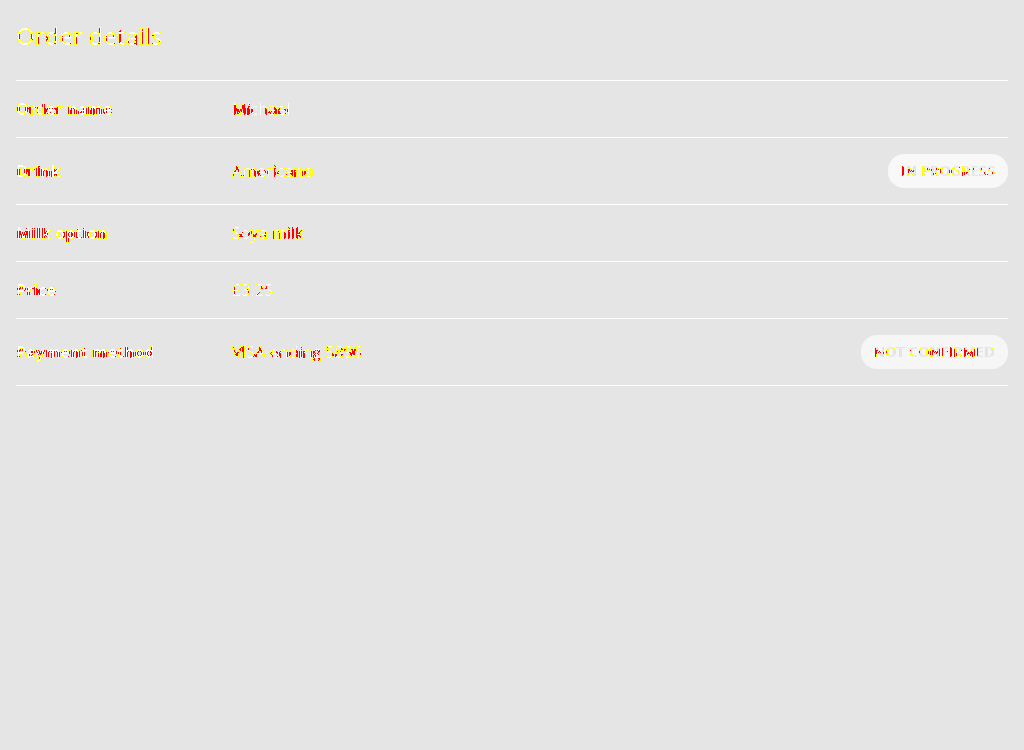 Order details
Order name Michael
Drink Americano IN PROGRESS
Milk option Soya milk
Price £3.25
Payment method VISA ending
NOT CONFIRMED